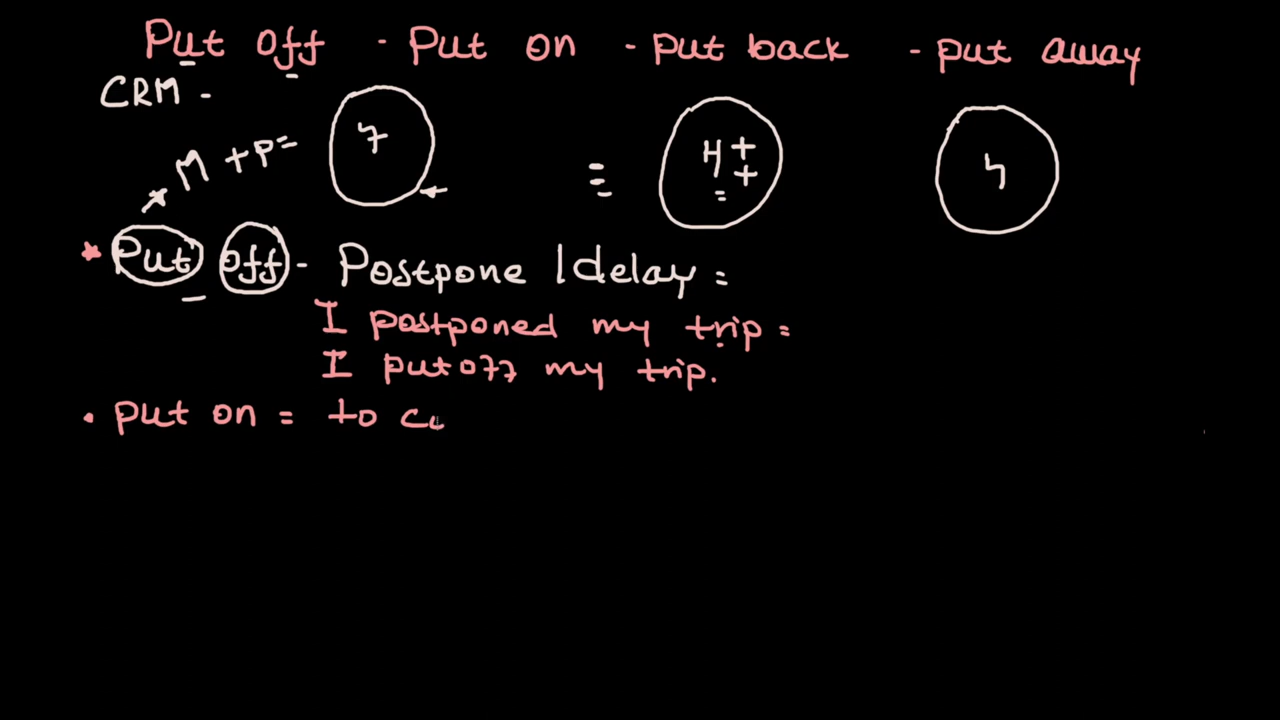 Put off - Put on - put back - put away
CRM -
M + P =
7
4 + +
4
* Put off - Postpone / delay =
I postponed my trip =
I put off my trip.
• put on = to